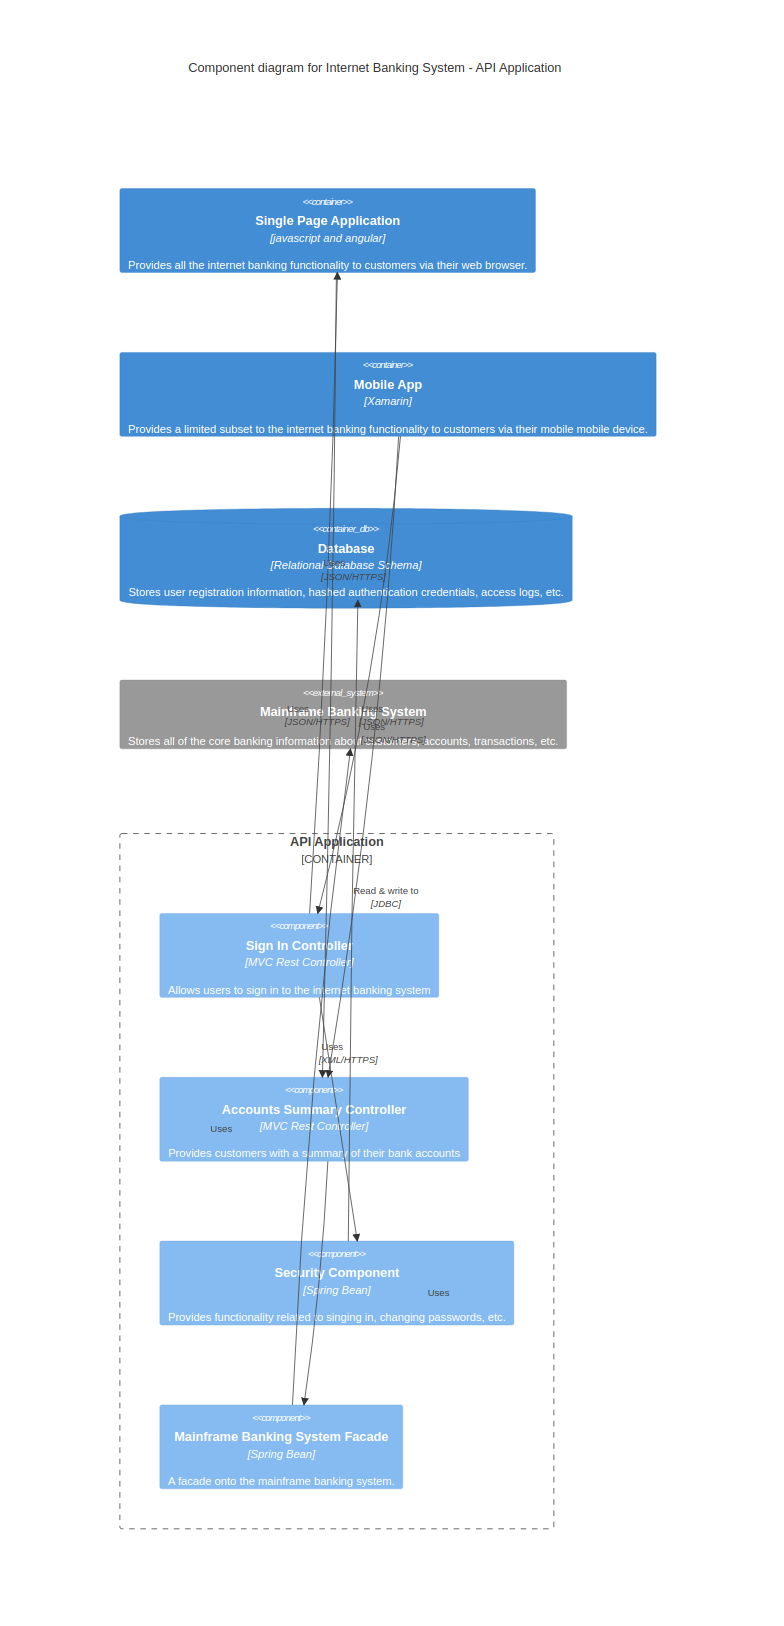 Component diagram for Internet Banking System - API Application
<<container>>
Single Page Application
[javascript and angular]
Provides all the internet banking functionality to customers via their web browser.
<<container>>
Mobile App
[Xamarin]
Provides a limited subset to the internet banking functionality to customers via their mobile mobile device.
<<container_db>>
Database
Uses
[Relational Database Schema]
[JSON/HTTPS]
Stores user registration information, hashed authentication credentials, access logs, etc.
<<external_system>>
Uses
Uses
Mainframe Banking System
[JSON/HTTPS]
[JSON/HTTPS]
Uses
[JSON/HTTPS]
Stores all of the core banking information about customers, accounts, transactions, etc.
API Application
[CONTAINER]
Read & write to
[JDBC]
<<component>>
Sign In Controller
[MVC Rest Controller]
Allows users to sign in to the internet banking system
Uses
[XML/HTTPS]
<<component>>
Accounts Summary Controller
[MVC Rest Controller]
Uses
Provides customers with a summary of their bank accounts
<<component>>
Security Component
[Spring Bean]
Uses
Provides functionality related to singing in, changing passwords, etc.
<<component>>
Mainframe Banking System Facade
[Spring Bean]
A facade onto the mainframe banking system.